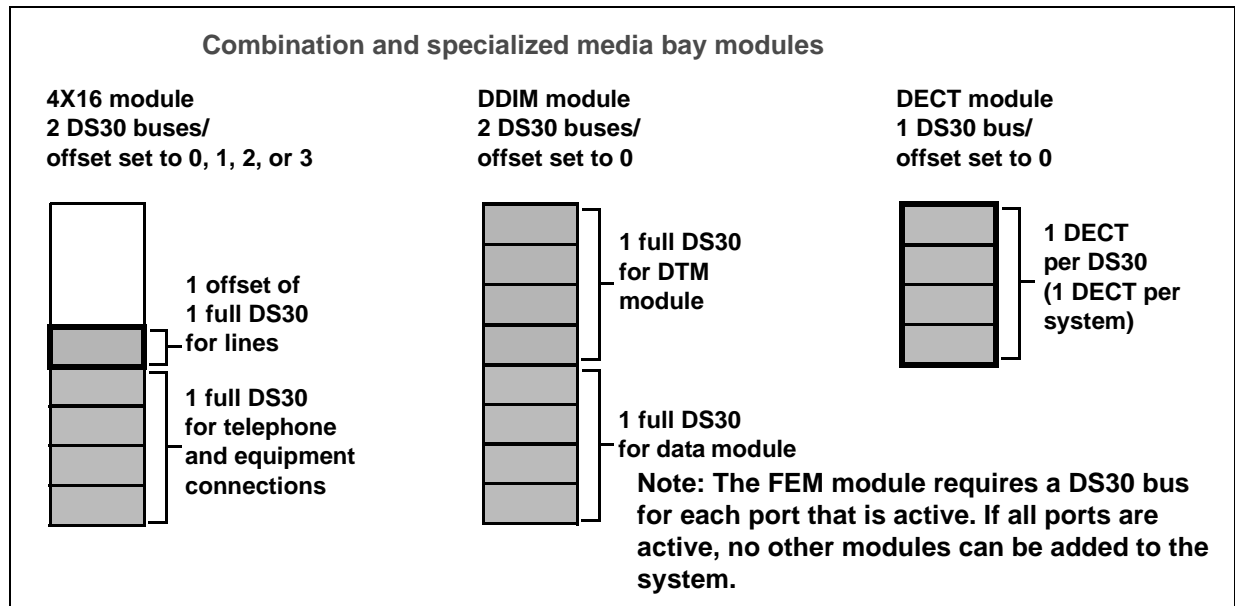 Combination and specialized media bay modules
4X16 module
2 DS30 buses/
offset set to 0, 1, 2, or 3
1 offset of
1 full DS30
for lines
1 full DS30
for telephone
and equipment
connections
DDIM module
2 DS30 buses/
offset set to 0
1 full DS30
for DTM
module
1 full DS30
for data module
DECT module
1 DS30 bus/
offset set to 0
1 DECT
per DS30
(1 DECT per
system)
Note: The FEM module requires a DS30 bus
for each port that is active. If all ports are
active, no other modules can be added to the
system.